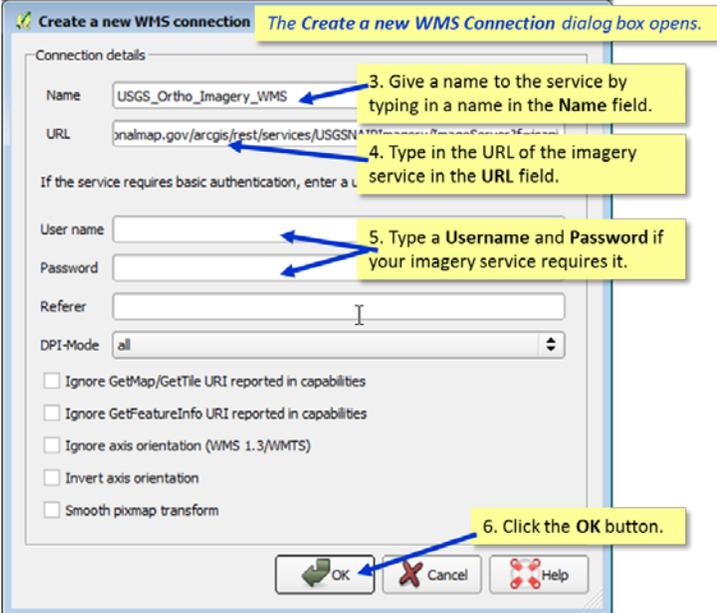 Create a new WMS connection
The Create a new WMS Connection dialog box opens.
Connection details
Name
USGS_Ortho_Imagery_WMS
3. Give a name to the service by
typing in a name in the Name field.
URL
onalmap.gov/arcgis/rest/services/USGSNAIPImagery/ImageServer?f=jsapi
4. Type in the URL of the imagery
service in the URL field.
If the service requires basic authentication, enter a u
User name
5. Type a Username and Password if
your imagery service requires it.
Password
Referer
DPI-Mode
all
Ignore GetMap/GetTile URI reported in capabilities
Ignore GetFeatureInfo URI reported in capabilities
Ignore axis orientation (WMS 1.3/WMTS)
Invert axis orientation
Smooth pixmap transform
6. Click the OK button.
OK
Cancel
Help